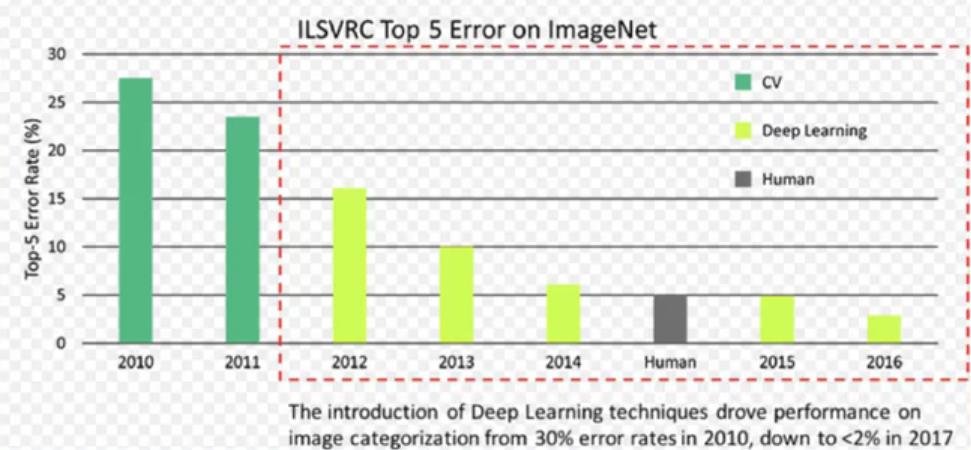 ILSVRC Top 5 Error on ImageNet
Top-5 Error Rate (%)
30
25
20
15
10
5
0
CV
Deep Learning
Human
2010 2011 2012 2013 2014 Human 2015 2016
The introduction of Deep Learning techniques drove performance on
image categorization from 30% error rates in 2010, down to <2% in 2017